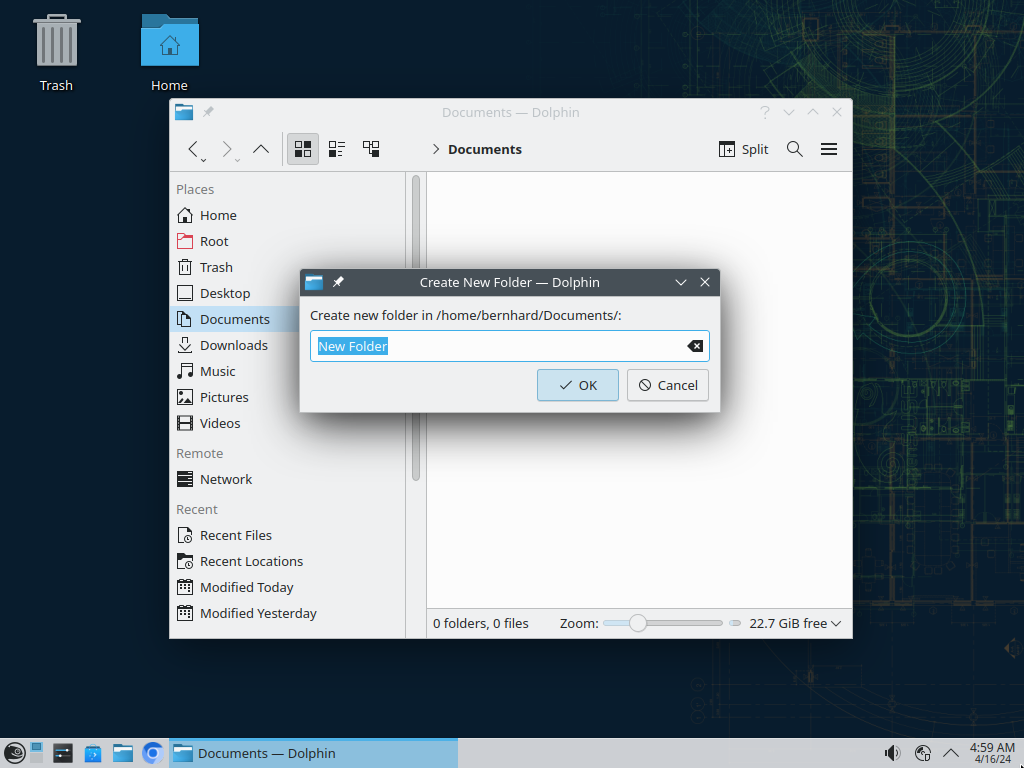 Trash
Home
Documents — Dolphin
Documents
Split
Places
Home
Root
Trash
Desktop
Documents
Downloads
Music
Pictures
Videos
Remote
Network
Recent
Recent Files
Recent Locations
Modified Today
Modified Yesterday
Create New Folder — Dolphin
Create new folder in /home/bernhard/Documents/:
New Folder
OK
Cancel
0 folders, 0 files
Zoom:
22.7 GiB free
Documents — Dolphin
4:59 AM
4/16/24